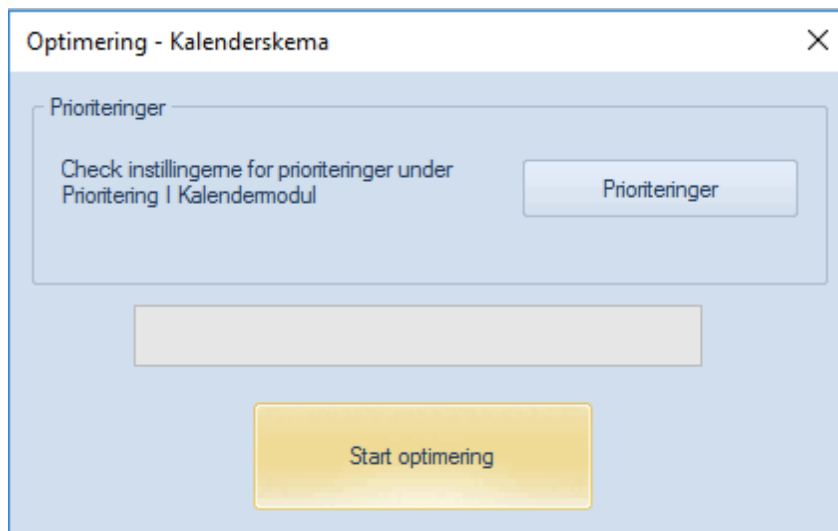 Optimering - Kalenderskema
Prioriteringer
Check instillingerne for prioriteringer under
Prioritering I Kalendermodul
Prioriteringer
Start optimering